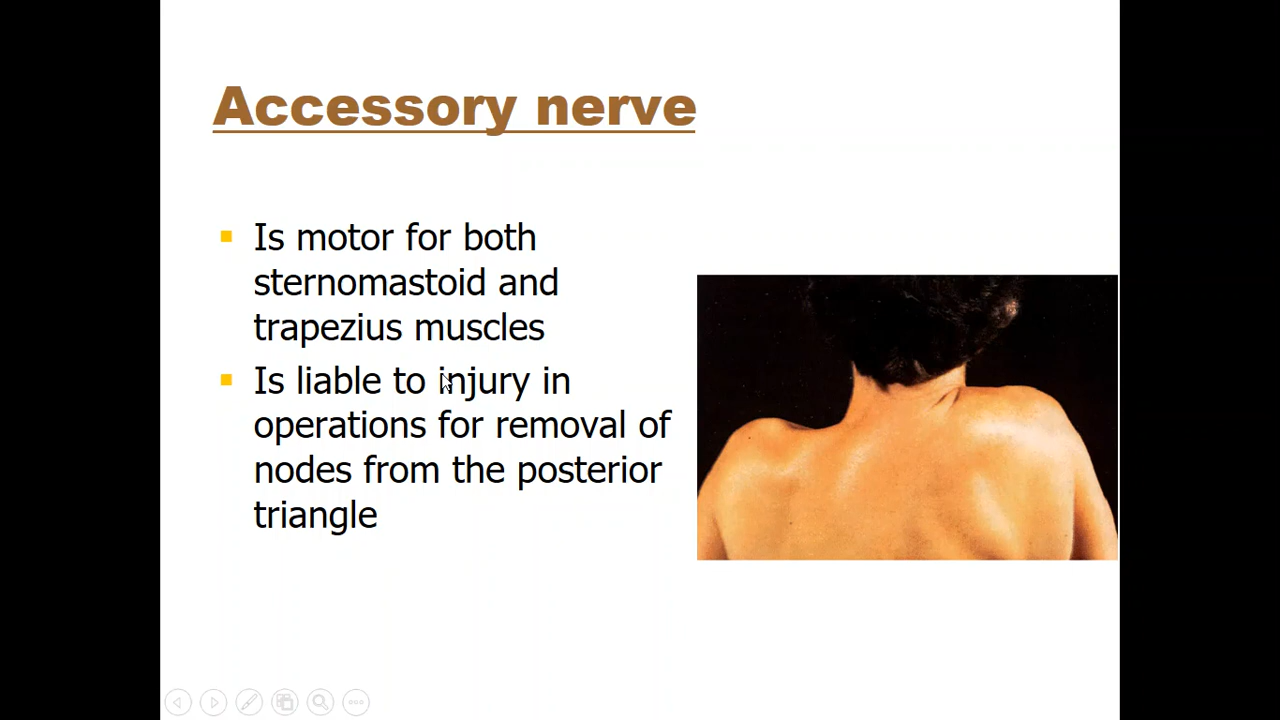 Accessory nerve
Is motor for both
sternomastoid and
trapezius muscles
Is liable to injury in
operations for removal of
nodes from the posterior
triangle